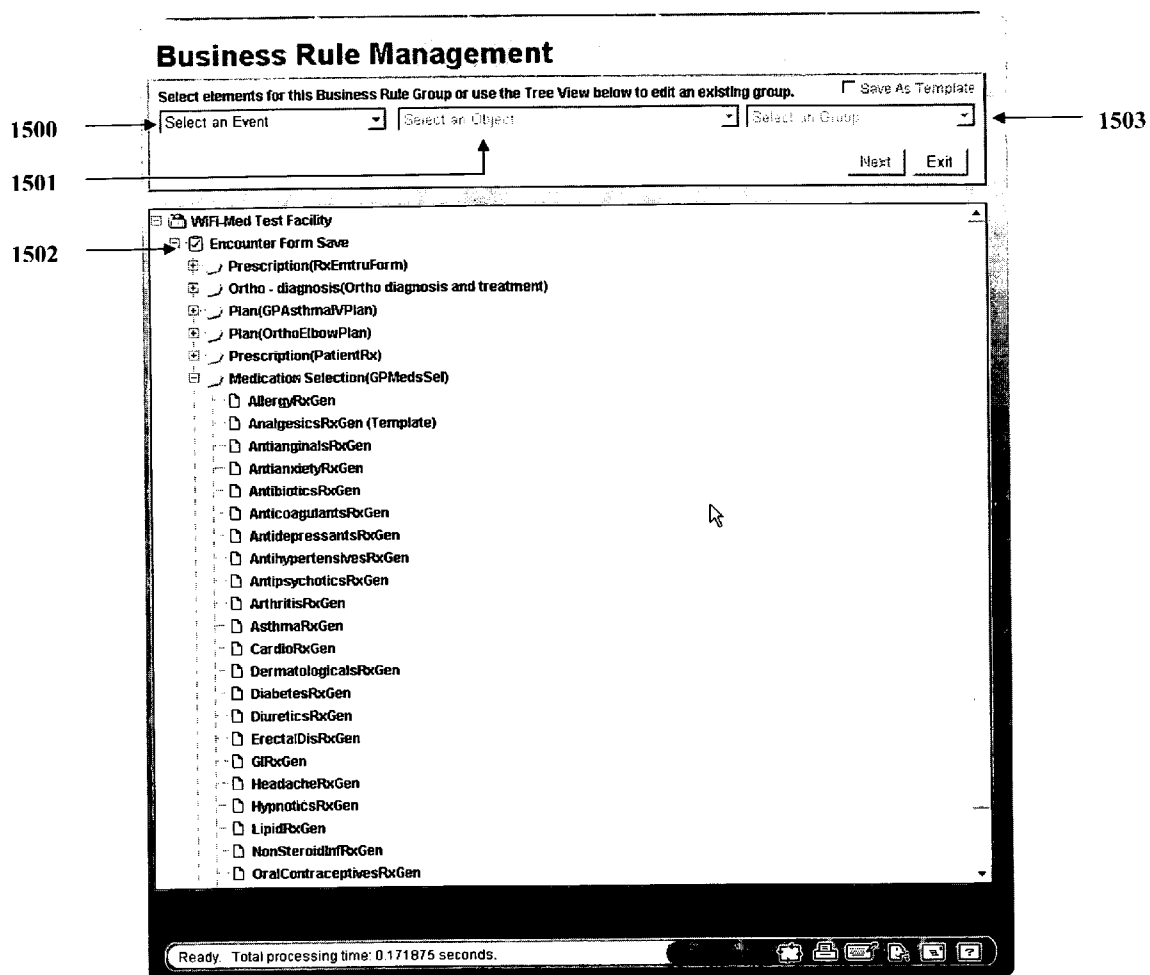 Business Rule Management
Select elements for this Business Rule Group or use the Tree View below to edit an existing group. Save As Template
1500 Select an Event Select an Object Select an Group 1503
Next Exit
1501
WiFi-Med Test Facility
1502 Encounter Form Save
Prescription(RxEmtruForm)
Ortho - diagnosis(Ortho diagnosis and treatment)
Plan(GPAsthmaIVPlan)
Plan(OrthoElbowPlan)
Prescription(PatientRx)
Medication Selection(GPMedsSel)
AllergyRxGen
AnalgesicsRxGen (Template)
AntianginalsRxGen
AntianxietyRxGen
AntibioticsRxGen
AnticoagulantsRxGen
AntidepressantsRxGen
AntihypertensivesRxGen
AntipsychoticsRxGen
ArthritisRxGen
AsthmaRxGen
CardioRxGen
DermatologicalsRxGen
DiabetesRxGen
DiureticsRxGen
ErectalDisRxGen
GIRxGen
HeadacheRxGen
HypnoticsRxGen
LipidRxGen
NonSteroidInfRxGen
OralContraceptivesRxGen
Ready. Total processing time: 0.171875 seconds.